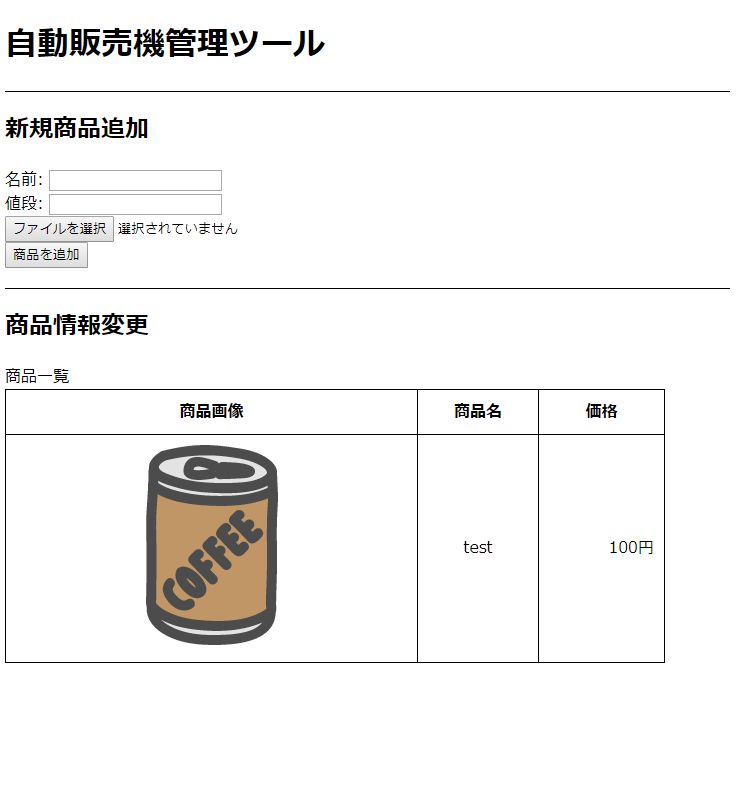 自動販売機管理ツール
新規商品追加
名前:
値段:
ファイルを選択 選択されていません
商品を追加
商品情報変更
商品一覧
商品画像 商品名 価格
COFFEE test 100円